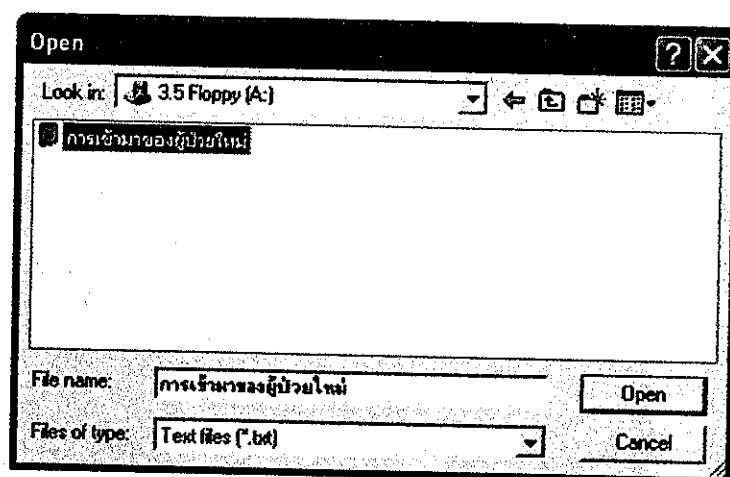 Open
Look in: 3.5 Floppy (A:)
การเข้ามาของผู้ป่วยใหม่
File name: การเข้ามาของผู้ป่วยใหม่
Open
Files of type: Text files (*.txt)
Cancel